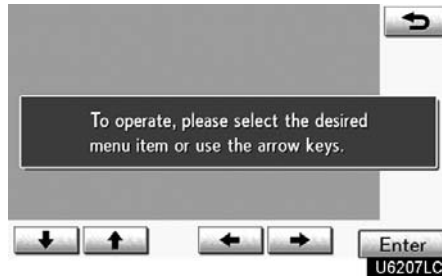 To operate, please select the desired
menu item or use the arrow keys.
Enter
U6207LC